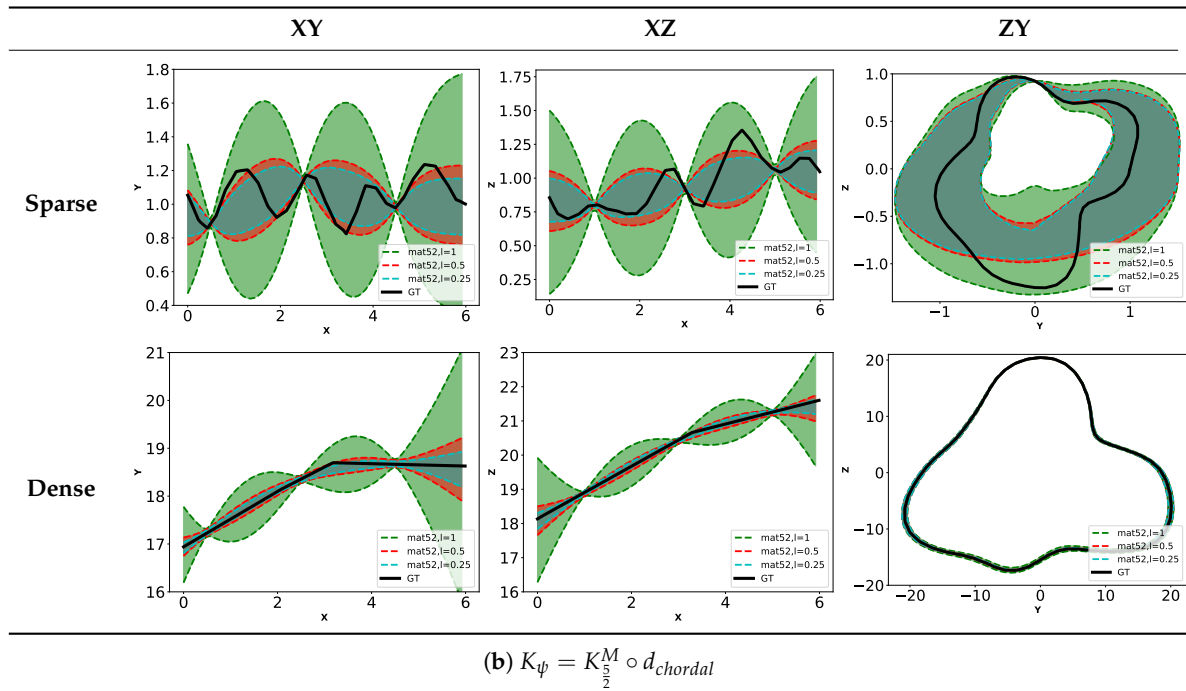 XY XZ ZY
Sparse
1.8
1.6
1.4
1.2
1.0
0.8
0.6
0.4
Y
0 2 4 6
X
mat52,l=1
mat52,l=0.5
mat52,l=0.25
GT
1.75
1.50
1.25
1.00
0.75
0.50
0.25
Z
0 2 4 6
X
mat52,l=1
mat52,l=0.5
mat52,l=0.25
GT
1.0
0.5
0.0
−0.5
−1.0
Z
−1 0 1
Y
mat52,l=1
mat52,l=0.5
mat52,l=0.25
GT
Dense
21
20
19
18
17
16
Y
0 2 4 6
X
mat52,l=1
mat52,l=0.5
mat52,l=0.25
GT
23
22
21
20
19
18
17
16
Z
0 2 4 6
X
mat52,l=1
mat52,l=0.5
mat52,l=0.25
GT
20
10
0
−10
−20
Z
−20 −10 0 10 20
Y
mat52,l=1
mat52,l=0.5
mat52,l=0.25
GT
(b) K_ψ = K^M_{5/2} ∘ d_{chordal}